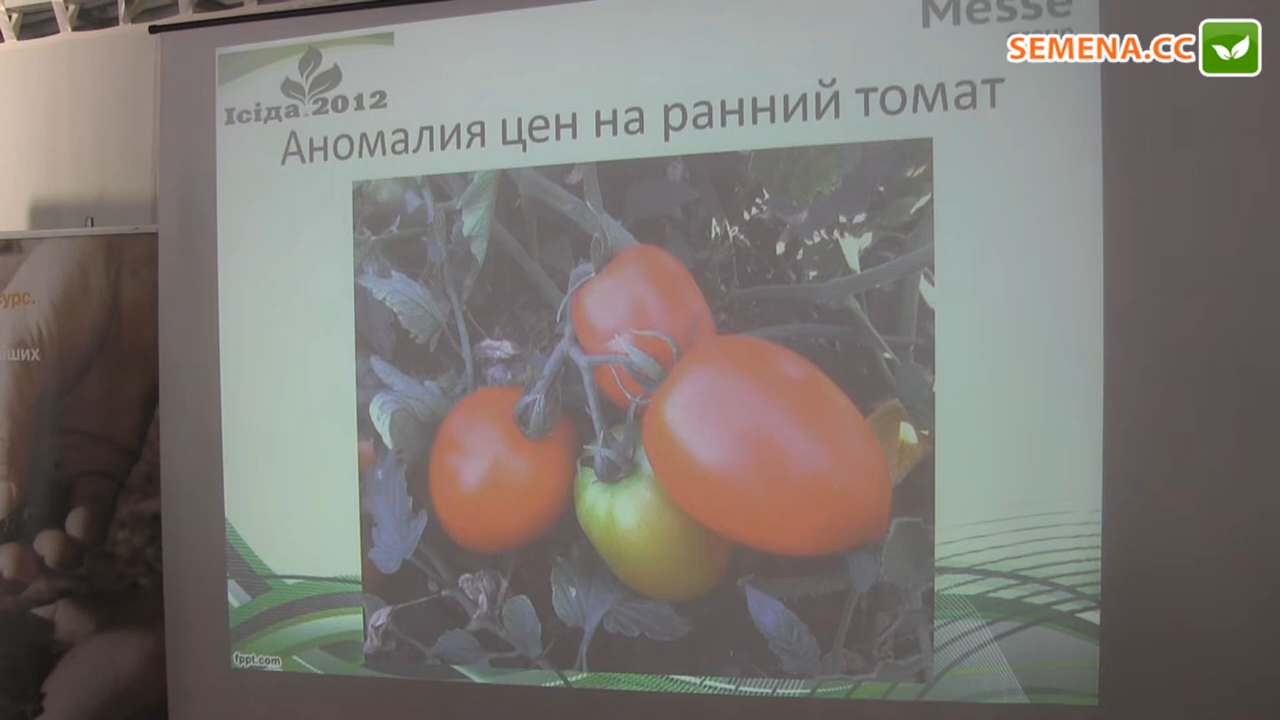 Messe
SEMENA.CC
Ісіда 2012
Аномалия цен на ранний томат
урс.
ших
fppt.com